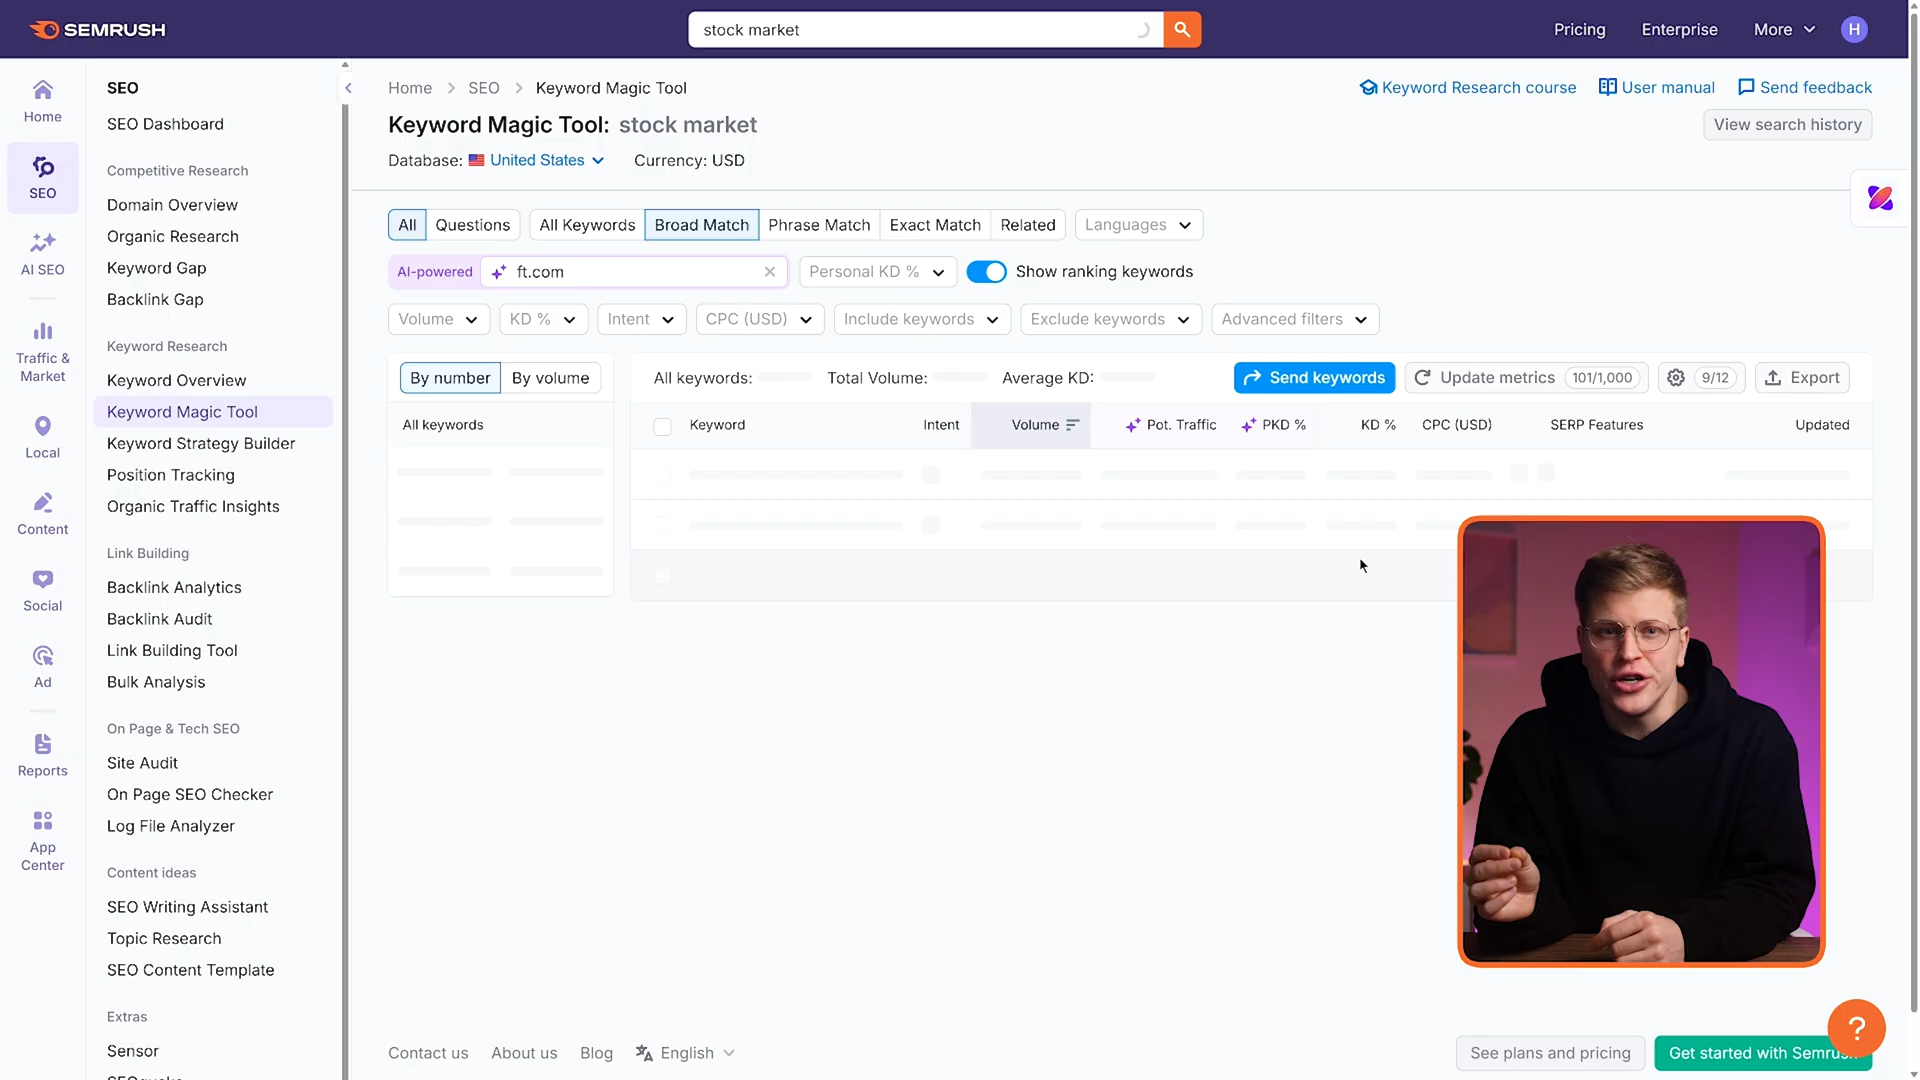 SEMRUSH
stock market
Pricing
Enterprise
More
H
Home
SEO
AI SEO
Traffic &
Market
Local
Content
Social
Ad
Reports
App
Center
SEO
SEO Dashboard
Competitive Research
Domain Overview
Organic Research
Keyword Gap
Backlink Gap
Keyword Research
Keyword Overview
Keyword Magic Tool
Keyword Strategy Builder
Position Tracking
Organic Traffic Insights
Link Building
Backlink Analytics
Backlink Audit
Link Building Tool
Bulk Analysis
On Page & Tech SEO
Site Audit
On Page SEO Checker
Log File Analyzer
Content ideas
SEO Writing Assistant
Topic Research
SEO Content Template
Extras
Sensor
Home > SEO > Keyword Magic Tool
Keyword Research course
User manual
Send feedback
Keyword Magic Tool: stock market
View search history
Database: United States
Currency: USD
All Questions
All Keywords Broad Match Phrase Match Exact Match Related
Languages
AI-powered
ft.com
Personal KD %
Show ranking keywords
Volume
KD %
Intent
CPC (USD)
Include keywords
Exclude keywords
Advanced filters
By number By volume
All keywords
All keywords:
Total Volume:
Average KD:
Send keywords
Update metrics 101/1,000
9/12
Export
Keyword
Intent
Volume
Pot. Traffic
PKD %
KD %
CPC (USD)
SERP Features
Updated
Contact us
About us
Blog
English
See plans and pricing
Get started with Semrush
?